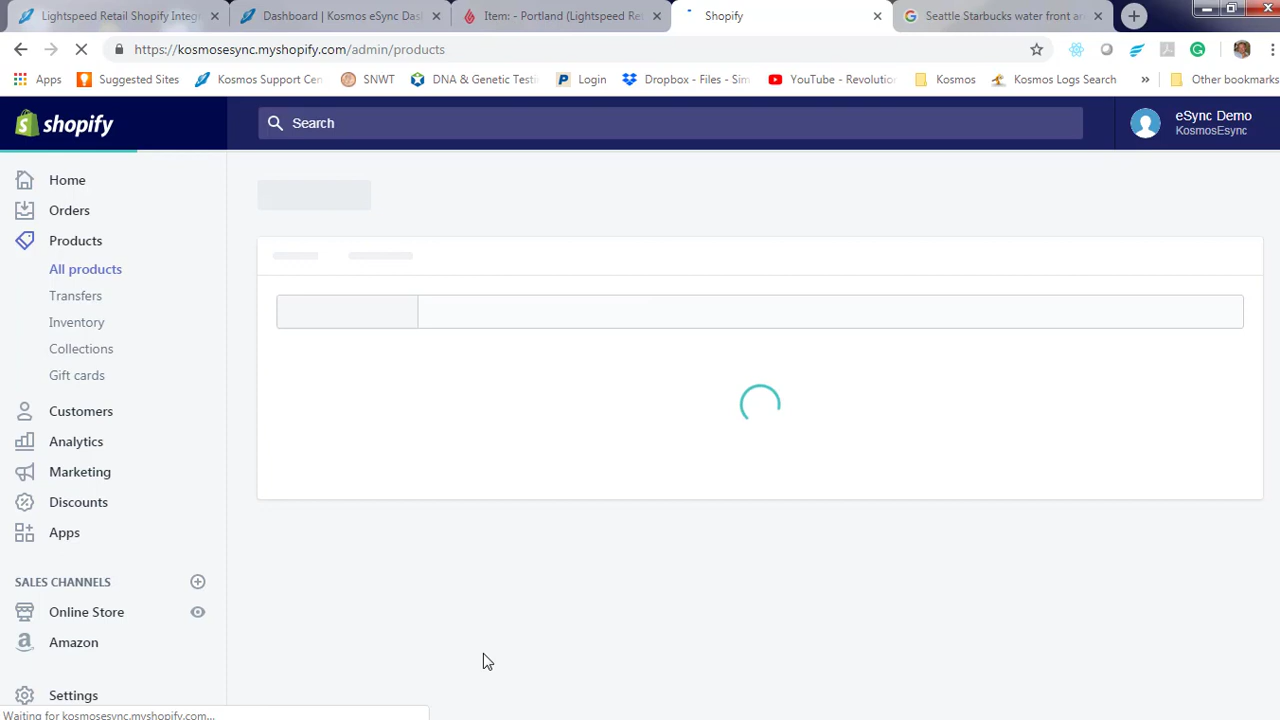 Lightspeed Retail Shopify Integ
Dashboard | Kosmos eSync Das
Item: - Portland (Lightspeed Re
Shopify
Seattle Starbucks water front ar
https://kosmosesync.myshopify.com/admin/products
Apps
Suggested Sites
Kosmos Support Cen
SNWT
DNA & Genetic Testi
Login
Dropbox - Files - Sim
YouTube - Revolutio
Kosmos
Kosmos Logs Search
»
Other bookmarks
shopify
Search
eSync Demo
KosmosEsync
Home
Orders
Products
All products
Transfers
Inventory
Collections
Gift cards
Customers
Analytics
Marketing
Discounts
Apps
SALES CHANNELS
Online Store
Amazon
Settings
Waiting for kosmosesync.myshopify.com...